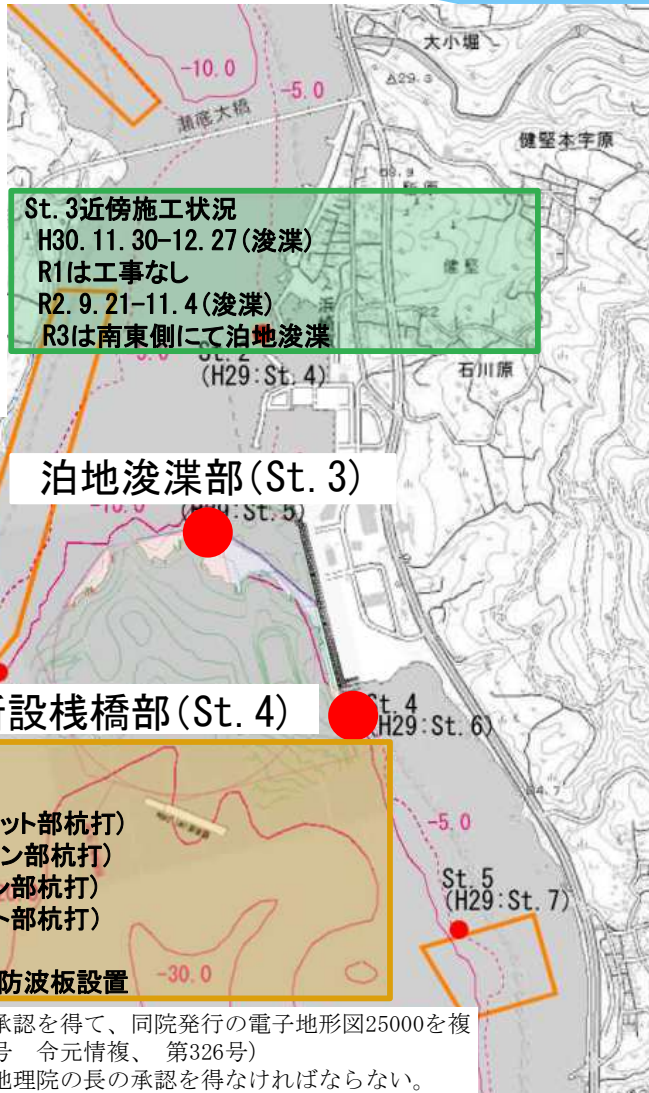 大小堀
-10.0
-5.0
△29.3
瀬底大橋
健堅本字原
St.3近傍施工状況
H30.11.30-12.27(浚渫)
R1は工事なし
R2.9.21-11.4(浚渫)
R3は南東側にて泊地浚渫
健堅
浜
St.2
(H29:St.4)
石川原
泊地浚渫部(St.3)
(H29:St.5)
設桟橋部(St.4)
St.4
(H29:St.6)
ット部杭打)
ン部杭打)
ン部杭打)
ト部杭打)
防波板設置
-5.0
St.5
(H29:St.7)
-30.0
承認を得て、同院発行の電子地形図25000を複
号　令元情複、 第326号)
地理院の長の承認を得なければならない。